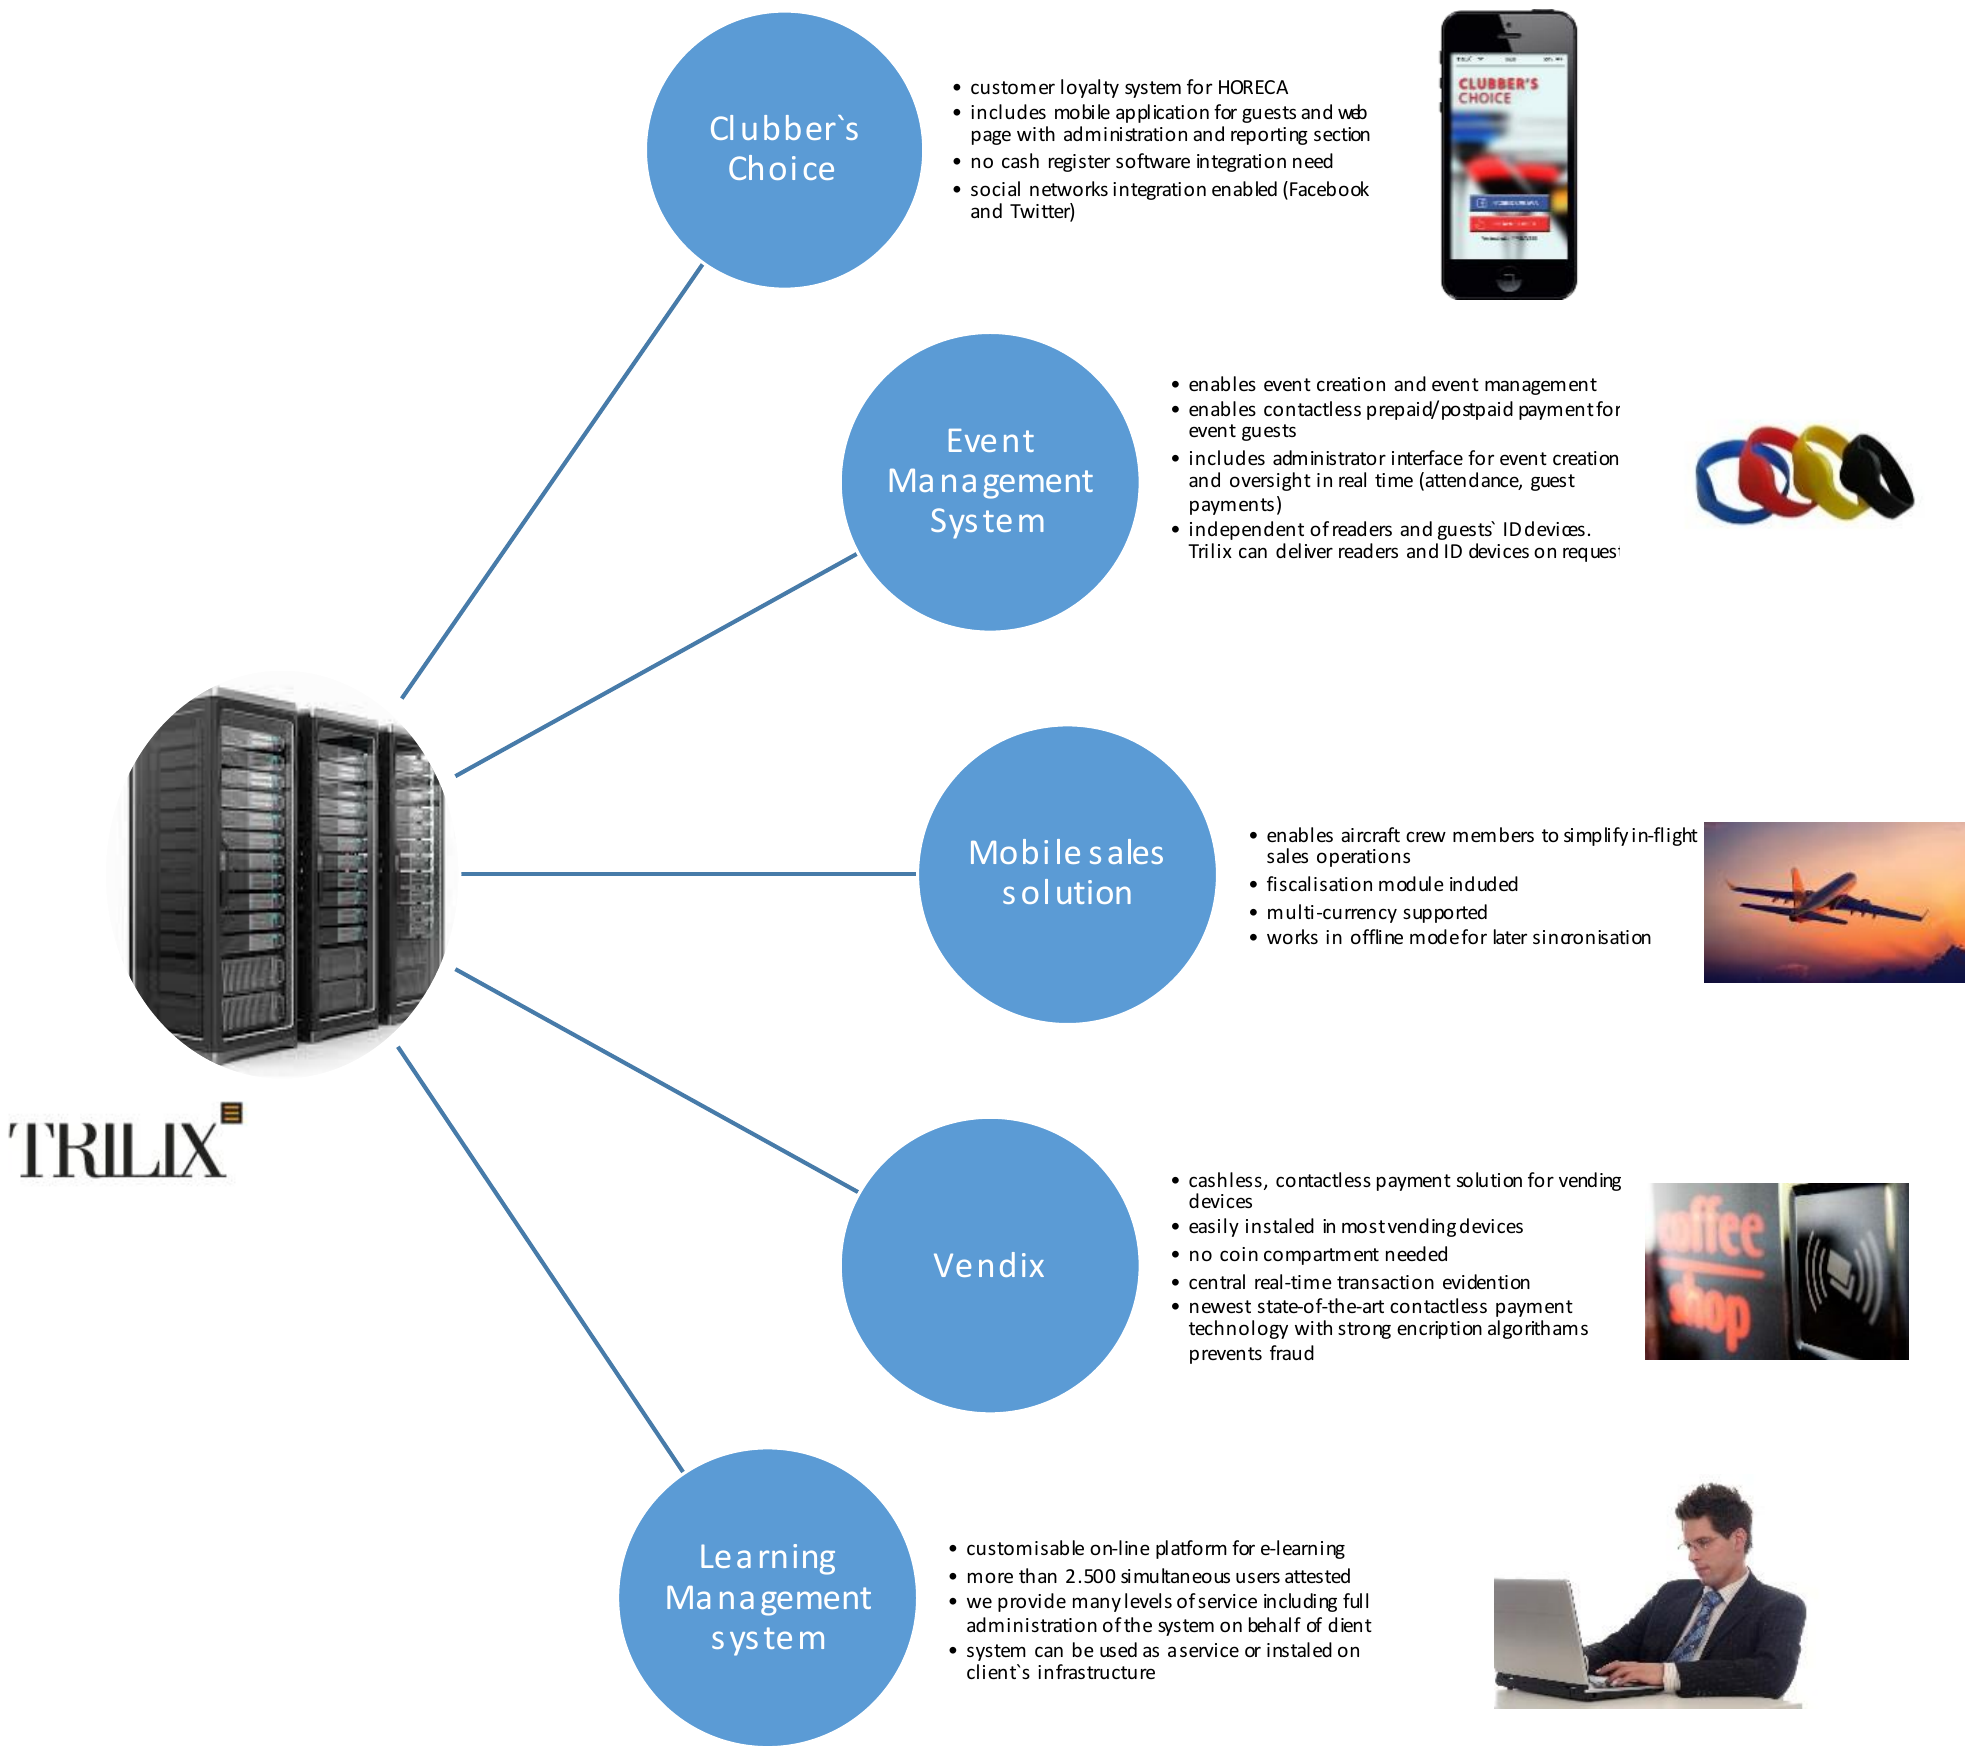 Clubber`s
Choice
• customer loyalty system for HORECA
• includes mobile application for guests and web
page with administration and reporting section
• no cash register software integration need
• social networks integration enabled (Facebook
and Twitter)
CLUBBER'S
CHOICE
Event
Management
System
• enables event creation and event management
• enables contactless prepaid/postpaid payment for
event guests
• includes administrator interface for event creation
and oversight in real time (attendance, guest
payments)
• independent of readers and guests` ID devices.
Trilix can deliver readers and ID devices on request
Mobile sales
solution
• enables aircraft crew members to simplify in-flight
sales operations
• fiscalisation module included
• multi-currency supported
• works in offline mode for later sincronisation
TRILIX
Vendix
• cashless, contactless payment solution for vending
devices
• easily instaled in most vending devices
• no coin compartment needed
• central real-time transaction evidention
• newest state-of-the-art contactless payment
technology with strong encription algorithams
prevents fraud
coffee
shop
Learning
Management
system
• customisable on-line platform for e-learning
• more than 2.500 simultaneous users attested
• we provide many levels of service including full
administration of the system on behalf of client
• system can be used as a service or instaled on
client`s infrastructure